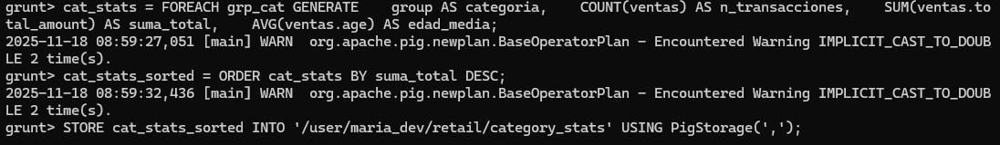 grunt> cat_stats = FOREACH grp_cat GENERATE    group AS categoria,    COUNT(ventas) AS n_transacciones,    SUM(ventas.to
tal_amount) AS suma_total,    AVG(ventas.age) AS edad_media;
2025-11-18 08:59:27,051 [main] WARN  org.apache.pig.newplan.BaseOperatorPlan - Encountered Warning IMPLICIT_CAST_TO_DOUB
LE 2 time(s).
grunt> cat_stats_sorted = ORDER cat_stats BY suma_total DESC;
2025-11-18 08:59:32,436 [main] WARN  org.apache.pig.newplan.BaseOperatorPlan - Encountered Warning IMPLICIT_CAST_TO_DOUB
LE 2 time(s).
grunt> STORE cat_stats_sorted INTO '/user/maria_dev/retail/category_stats' USING PigStorage(',');